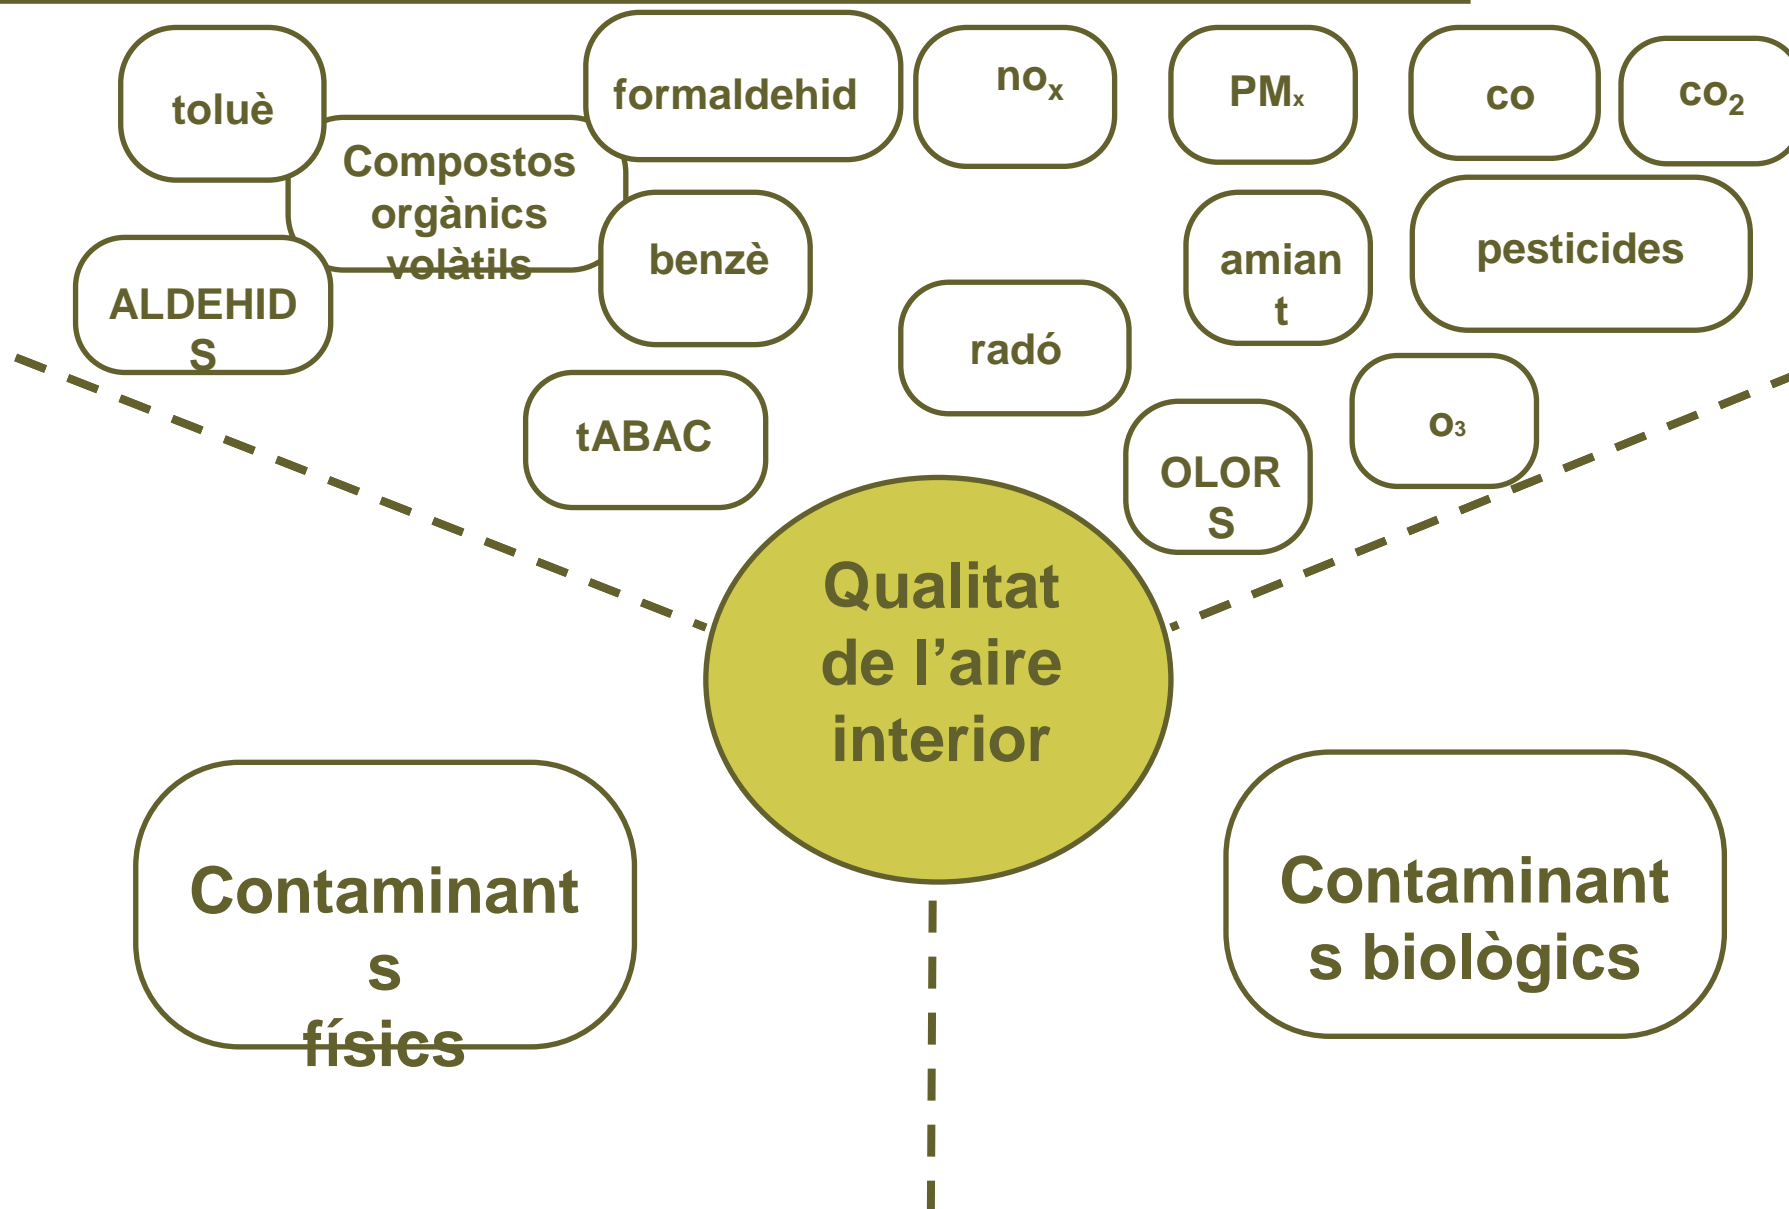 toluè
formaldehid
noₓ
PMₓ
co
co₂
Compostos
orgànics
volàtils
benzè
amian
t
pesticides
ALDEHID
S
radó
tABAC
o₃
OLOR
S
Qualitat
de l’aire
interior
Contaminant
s
físics
Contaminant
s biològics